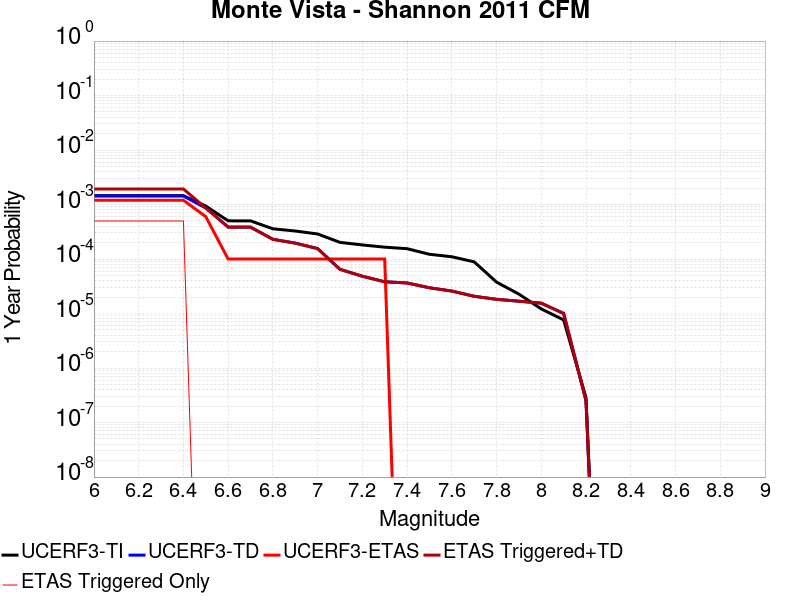 Monte Vista - Shannon 2011 CFM
10^0
10^-1
10^-2
10^-3
10^-4
10^-5
10^-6
10^-7
10^-8
1 Year Probability
6 6.2 6.4 6.6 6.8 7 7.2 7.4 7.6 7.8 8 8.2 8.4 8.6 8.8 9
Magnitude
UCERF3-TI UCERF3-TD UCERF3-ETAS ETAS Triggered+TD
ETAS Triggered Only